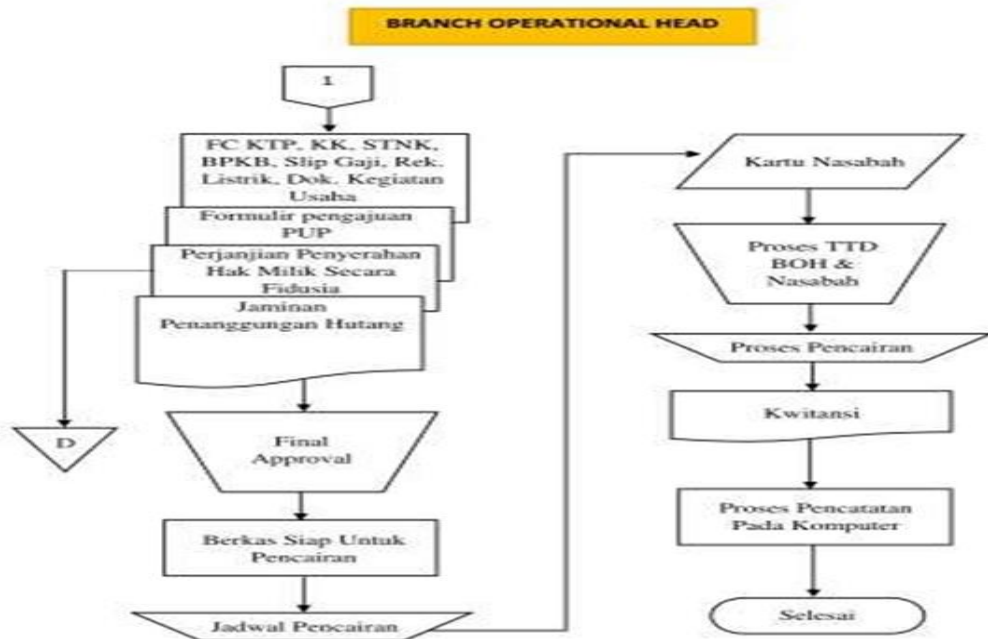 BRANCH OPERATIONAL HEAD
1
FC KTP, KK, STNK,
BPKB, Slip Gaji, Rek.
Listrik, Dok. Kegiatan
Usaha
Formulir pengajuan
PUP
Perjanjian Penyerahan
Hak Milik Secara
Fidusia
Jaminan
Penanggungan Hutang
D
Final
Approval
Berkas Siap Untuk
Pencairan
Jadwal Pencairan
Kartu Nasabah
Proses TTD
BOH &
Nasabah
Proses Pencairan
Kwitansi
Proses Pencatatan
Pada Komputer
Selesai